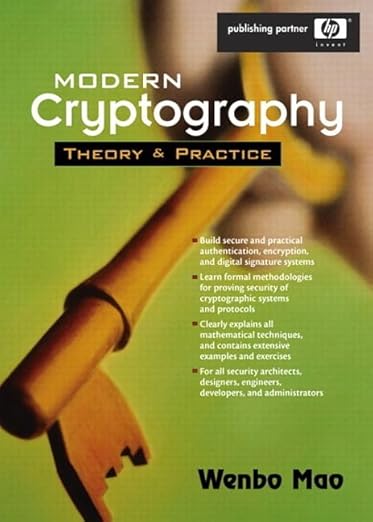 publishing partner
hp
invent
MODERN
Cryptography
THEORY & PRACTICE
Build secure and practical
authentication, encryption,
and digital signature systems
Learn formal methodologies
for proving security of
cryptographic systems
and protocols
Clearly explains all
mathematical techniques,
and contains extensive
examples and exercises
For all security architects,
designers, engineers,
developers, and administrators
Wenbo Mao